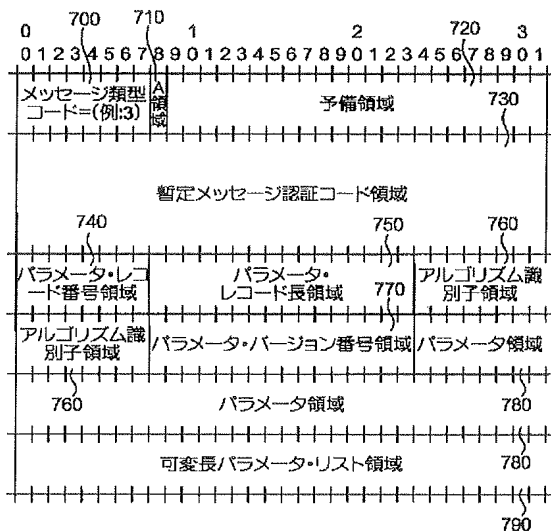 700
710
720
0 1 2 3
0 1 2 3 4 5 6 7 8 9 0 1 2 3 4 5 6 7 8 9 0 1 2 3 4 5 6 7 8 9 0 1
メッセージ類型
コード=(例:3)
A領域
予備領域
730
暫定メッセージ認証コード領域
740
750
760
パラメータ・レコ
ード番号領域
パラメータ・
レコード長領域
アルゴリズム識
別子領域
770
アルゴリズム識
別子領域
パラメータ・バージョン番号領域
パラメータ領域
760
パラメータ領域
780
可変長パラメータ・リスト領域
780
790